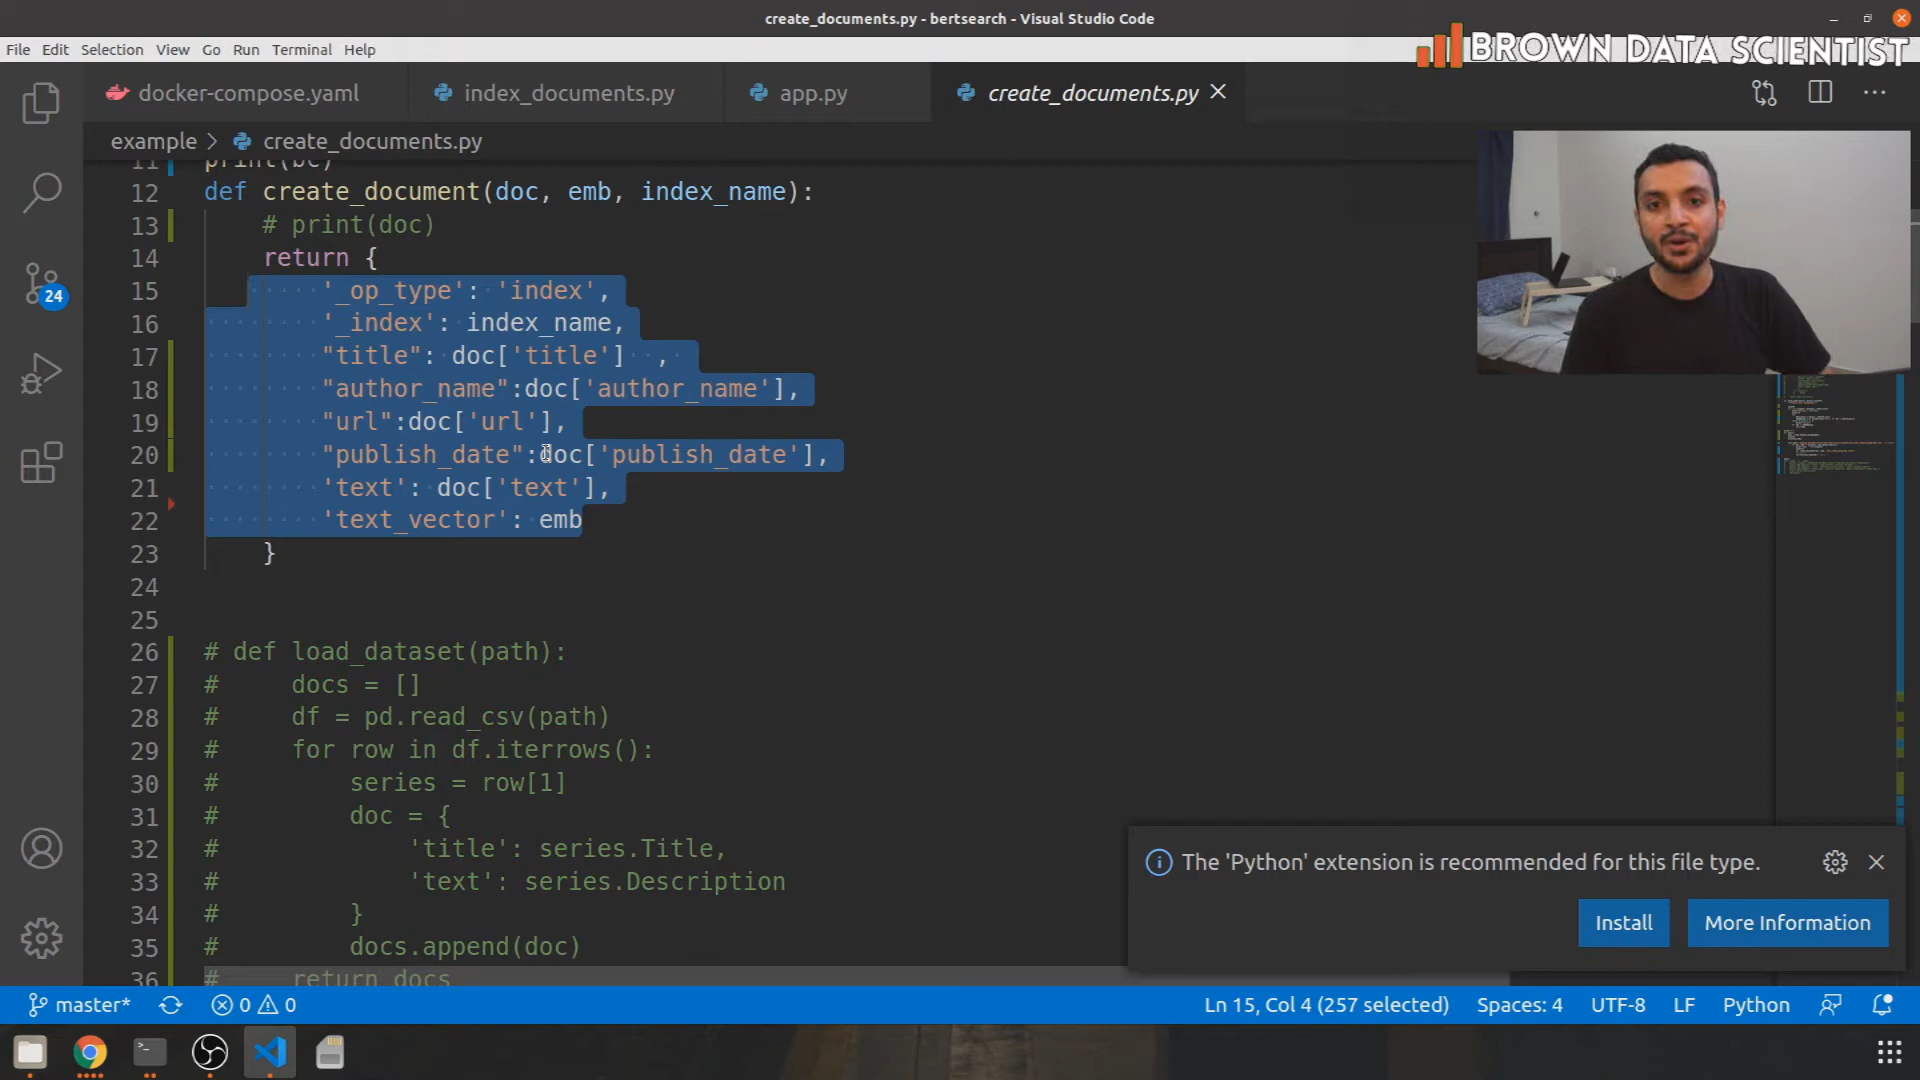 create_documents.py - bertsearch - Visual Studio Code
BROWN DATA SCIENTIST
File Edit Selection View Go Run Terminal Help
docker-compose.yaml index_documents.py app.py create_documents.py
example > create_documents.py
11 print(bc)
12 def create_document(doc, emb, index_name):
13 # print(doc)
14 return {
15 '_op_type': 'index',
16 '_index': index_name,
17 "title": doc['title'] ,
18 "author_name":doc['author_name'],
19 "url":doc['url'],
20 "publish_date":doc['publish_date'],
21 'text': doc['text'],
22 'text_vector': emb
23 }
24
25
26 # def load_dataset(path):
27 # docs = []
28 # df = pd.read_csv(path)
29 # for row in df.iterrows():
30 # series = row[1]
31 # doc = {
32 # 'title': series.Title,
33 # 'text': series.Description
34 # }
35 # docs.append(doc)
36 # return docs
24
The 'Python' extension is recommended for this file type.
Install More Information
master* 0 0 Ln 15, Col 4 (257 selected) Spaces: 4 UTF-8 LF Python